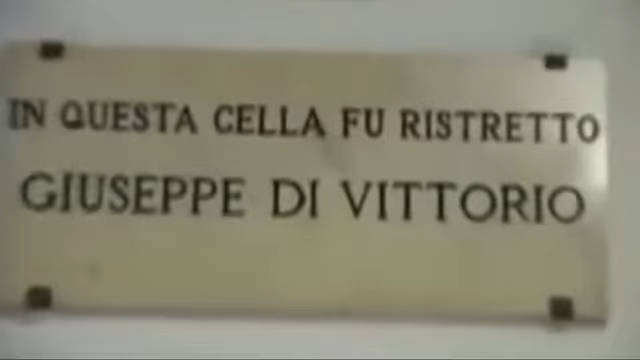 IN QUESTA CELLA FU RISTRETTO
GIUSEPPE DI VITTORIO